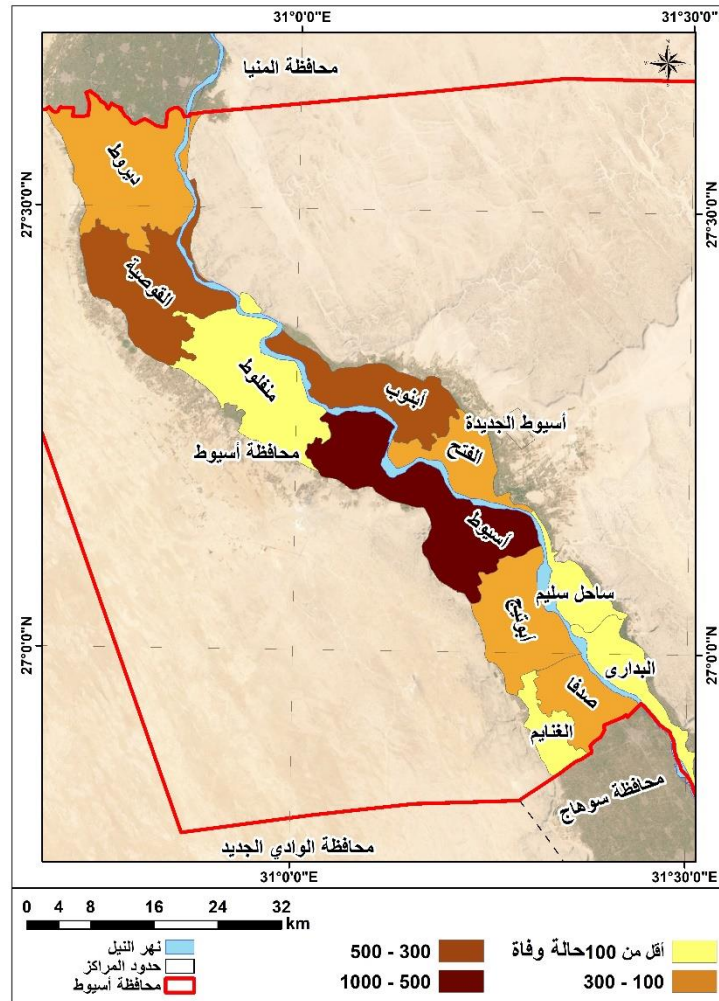 31°0'0"E
31°30'0"E
محافظة المنيا
ديروط
27°30'0"N
27°30'0"N
القوصية
منفلوط
أبنوب
أسيوط الجديدة
الفتح
محافظة أسيوط
أسيوط
ساحل سليم
أبوتيج
27°0'0"N
27°0'0"N
البدارى
صدفا
الغنايم
محافظة سوهاج
محافظة الوادي الجديد
31°0'0"E
31°30'0"E
0 4 8 16 24 32
km
نهر النيل
حدود المراكز
محافظة أسيوط
500 - 300
1000 - 500
أقل من 100 حالة وفاة
300 - 100